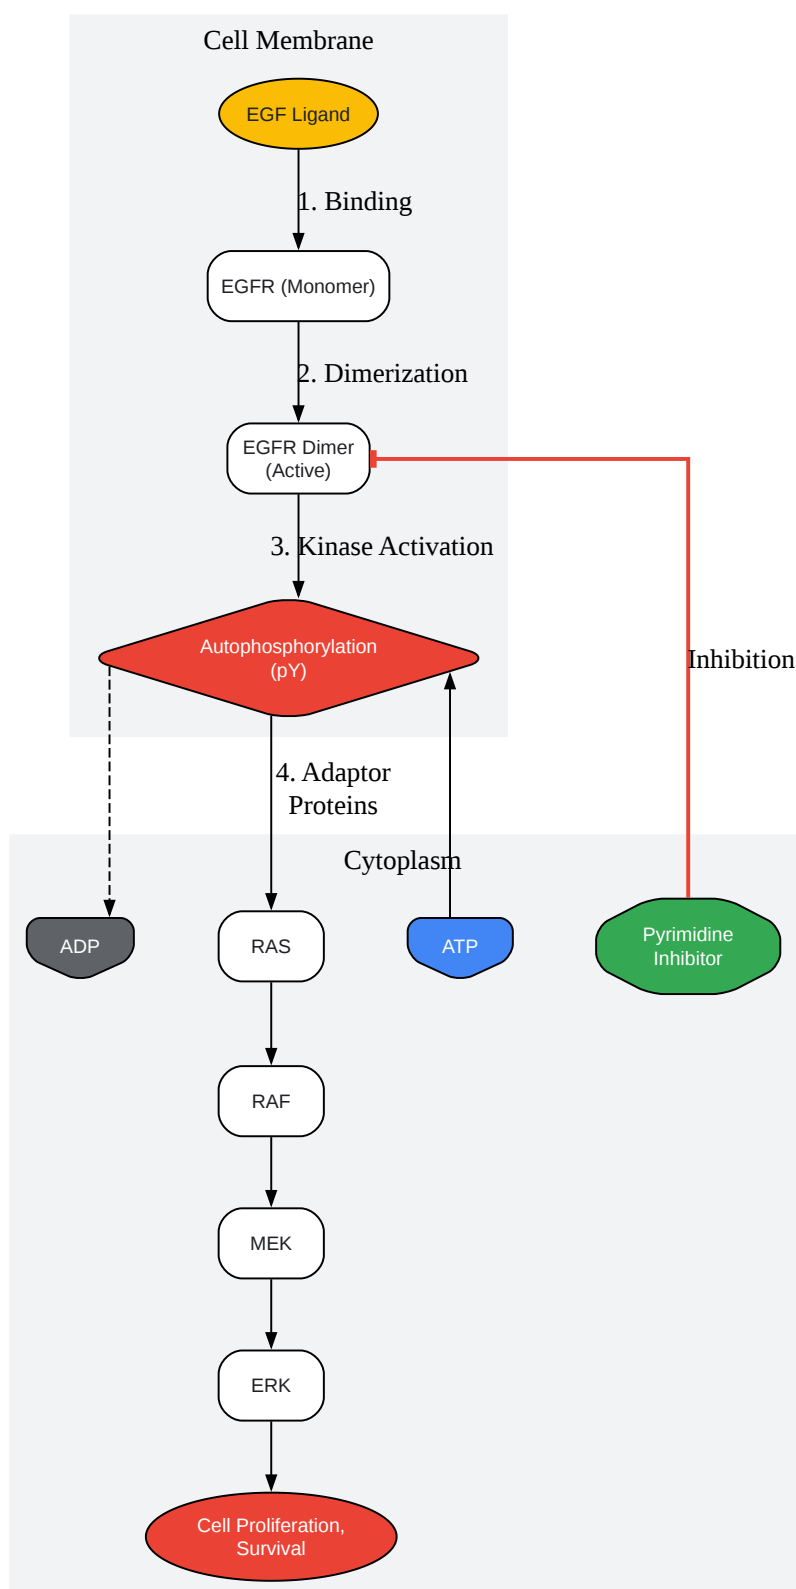 Cell Membrane
EGF Ligand
1. Binding
EGFR (Monomer)
2. Dimerization
EGFR Dimer
(Active)
3. Kinase Activation
Autophosphorylation
(pY)
Inhibition
4. Adaptor
Proteins
Cytoplasm
ADP
RAS
ATP
Pyrimidine
Inhibitor
RAF
MEK
ERK
Cell Proliferation,
Survival